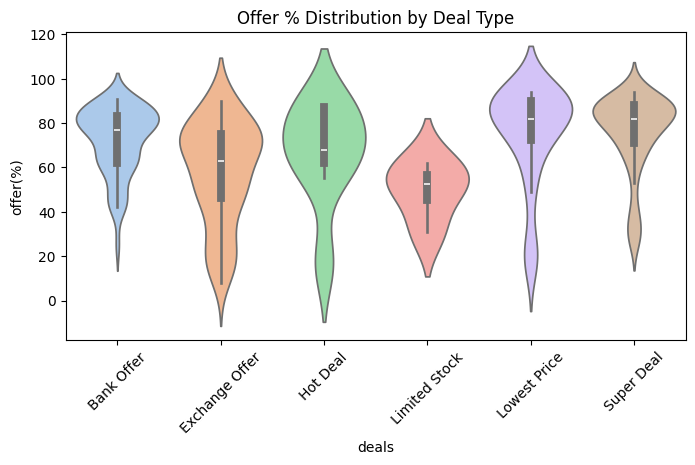 Offer % Distribution by Deal Type
120
100
80
60
40
20
0
offer(%)
Bank Offer
Exchange Offer
Hot Deal
Limited Stock
Lowest Price
Super Deal
deals